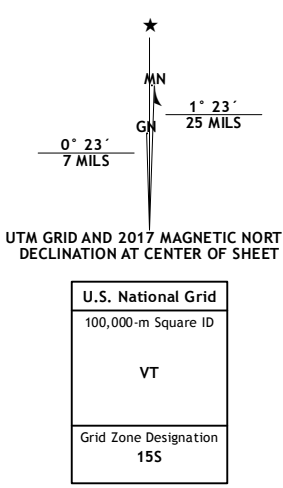 ★
MN
1° 23´
25 MILS
GN
0° 23´
7 MILS
UTM GRID AND 2017 MAGNETIC NORT
DECLINATION AT CENTER OF SHEET
U.S. National Grid
100,000-m Square ID
VT
Grid Zone Designation
15S